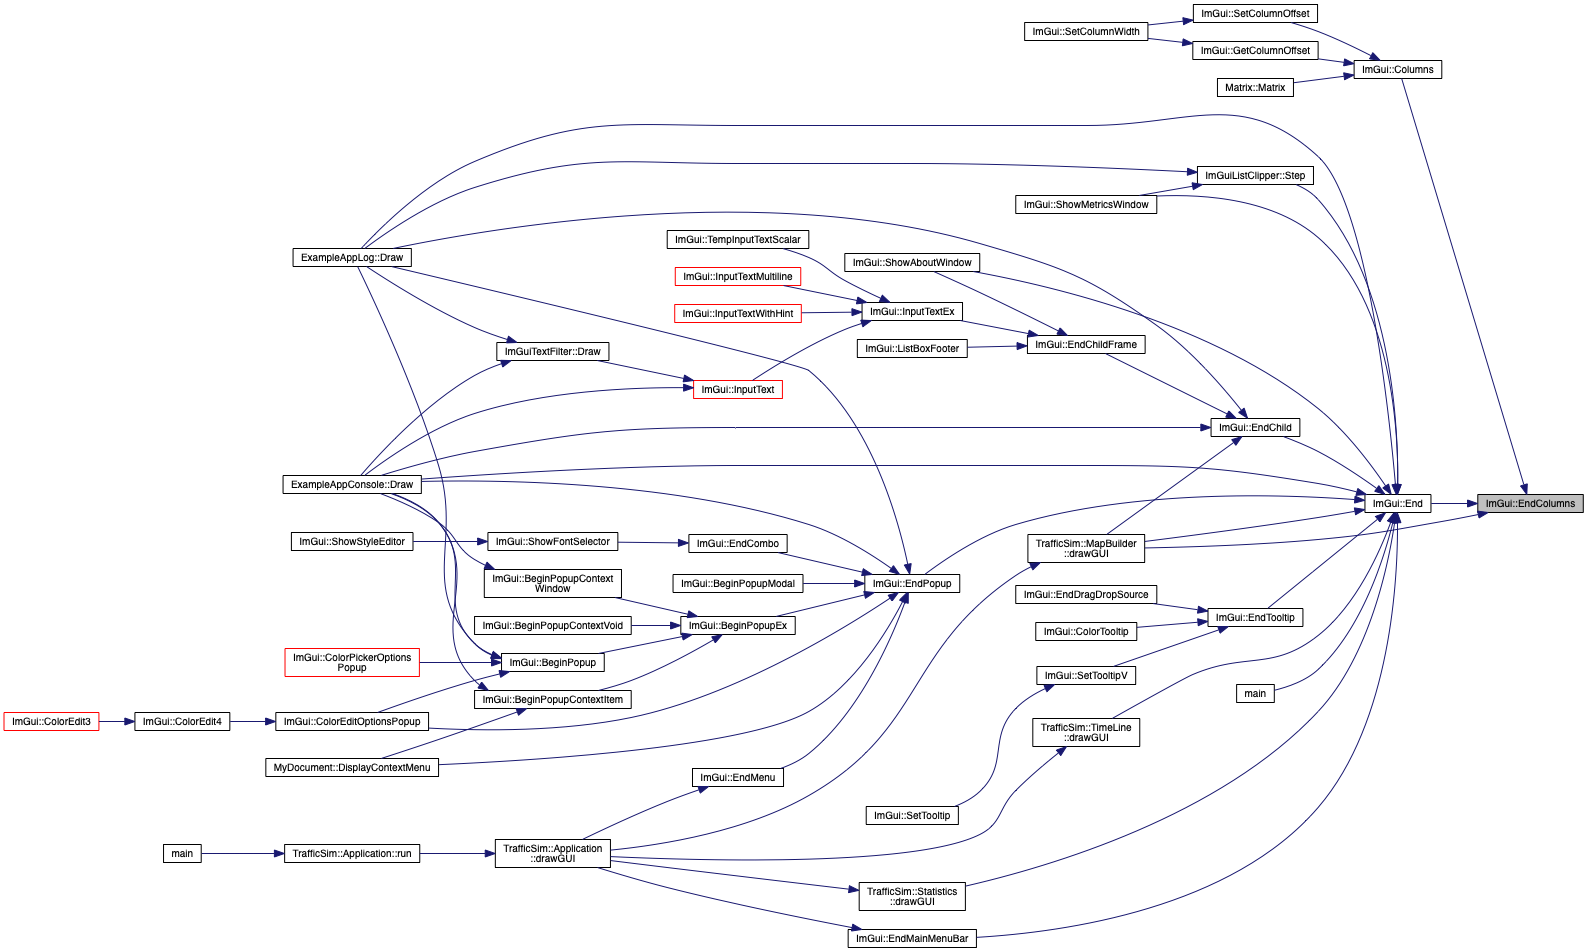 ImGui::SetColumnOffset
ImGui::SetColumnWidth
ImGui::GetColumnOffset
ImGui::Columns
Matrix::Matrix
ImGuiListClipper::Step
ImGui::ShowMetricsWindow
ImGui::TempInputTextScalar
ExampleAppLog::Draw
ImGui::ShowAboutWindow
ImGui::InputTextMultiline
ImGui::InputTextWithHint
ImGui::InputTextEx
ImGui::EndChildFrame
ImGui::ListBoxFooter
ImGuiTextFilter::Draw
ImGui::InputText
ImGui::EndChild
ExampleAppConsole::Draw
ImGui::End
ImGui::EndColumns
ImGui::ShowStyleEditor
ImGui::ShowFontSelector
ImGui::EndCombo
TrafficSim::MapBuilder
::drawGUI
ImGui::BeginPopupContext
Window
ImGui::BeginPopupModal
ImGui::EndPopup
ImGui::EndDragDropSource
ImGui::EndTooltip
ImGui::BeginPopupContextVoid
ImGui::BeginPopupEx
ImGui::ColorTooltip
ImGui::ColorPickerOptions
Popup
ImGui::BeginPopup
ImGui::SetTooltipV
main
ImGui::BeginPopupContextItem
ImGui::ColorEdit3
ImGui::ColorEdit4
ImGui::ColorEditOptionsPopup
TrafficSim::TimeLine
::drawGUI
MyDocument::DisplayContextMenu
ImGui::EndMenu
ImGui::SetTooltip
main
TrafficSim::Application::run
TrafficSim::Application
::drawGUI
TrafficSim::Statistics
::drawGUI
ImGui::EndMainMenuBar